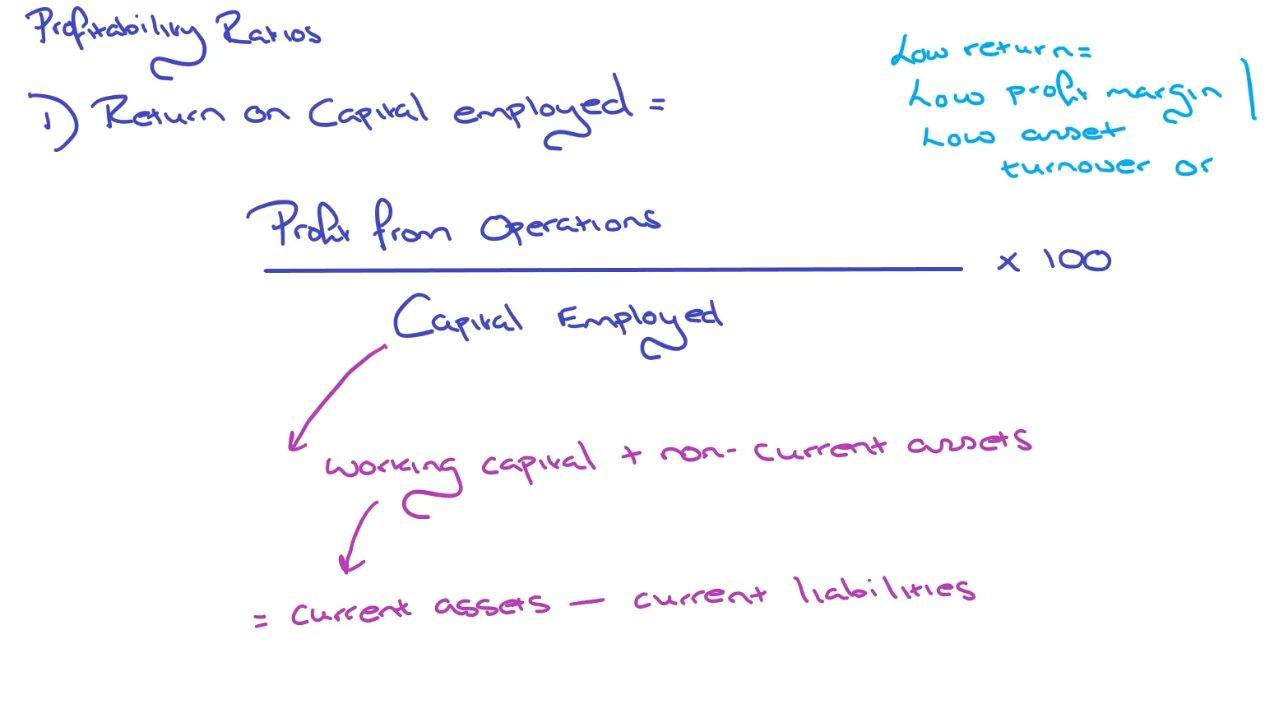 Profitability Ratios
1) Return on Capital employed =
Low return =
Low profit margin
Low asset
turnover or
Profit from Operations
x 100
Capital Employed
working capital + non-current assets
= current assets - current liabilities